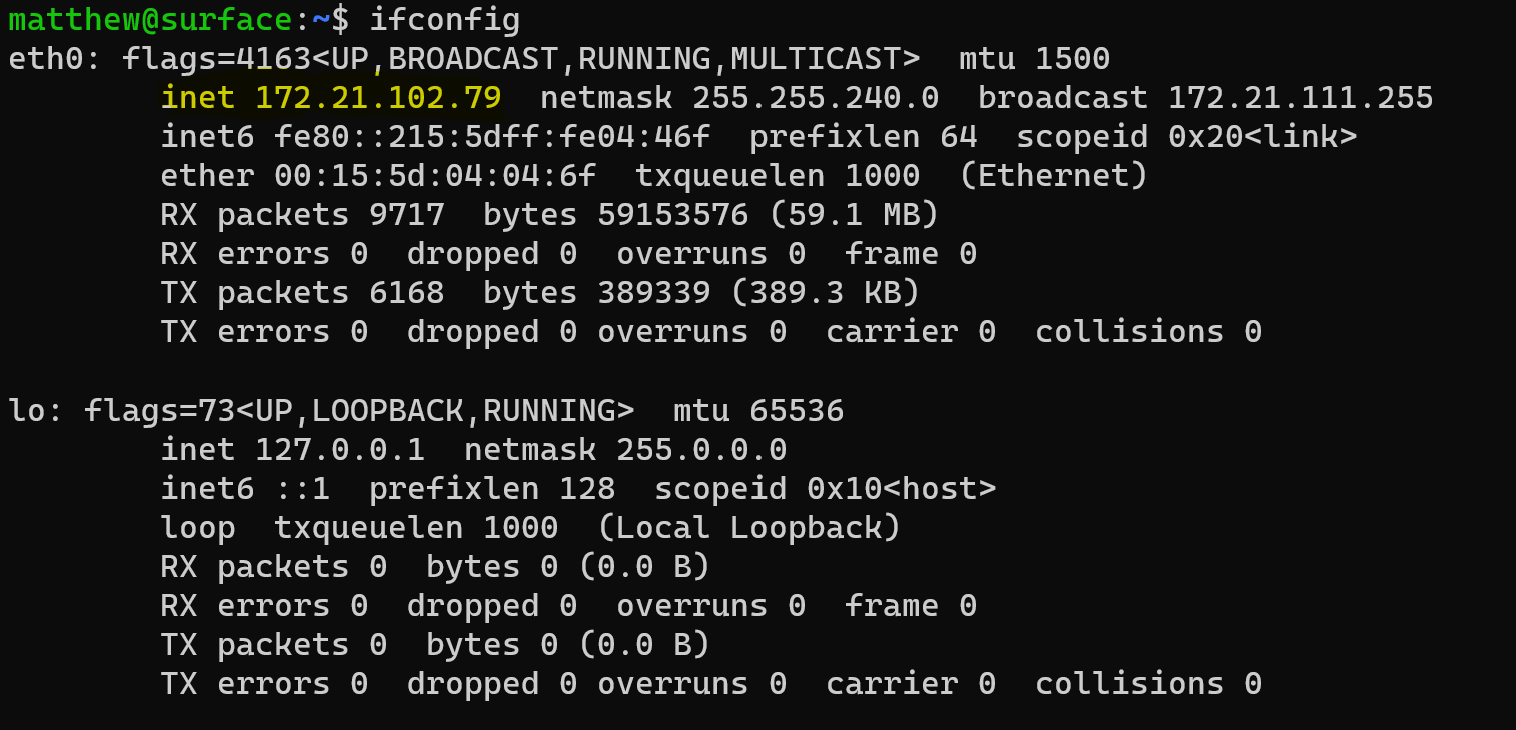 matthew@surface:~$ ifconfig
eth0: flags=4163<UP,BROADCAST,RUNNING,MULTICAST>  mtu 1500
        inet 172.21.102.79  netmask 255.255.240.0  broadcast 172.21.111.255
        inet6 fe80::215:5dff:fe04:46f  prefixlen 64  scopeid 0x20<link>
        ether 00:15:5d:04:04:6f  txqueuelen 1000  (Ethernet)
        RX packets 9717  bytes 59153576 (59.1 MB)
        RX errors 0  dropped 0  overruns 0  frame 0
        TX packets 6168  bytes 389339 (389.3 KB)
        TX errors 0  dropped 0 overruns 0  carrier 0  collisions 0

lo: flags=73<UP,LOOPBACK,RUNNING>  mtu 65536
        inet 127.0.0.1  netmask 255.0.0.0
        inet6 ::1  prefixlen 128  scopeid 0x10<host>
        loop  txqueuelen 1000  (Local Loopback)
        RX packets 0  bytes 0 (0.0 B)
        RX errors 0  dropped 0  overruns 0  frame 0
        TX packets 0  bytes 0 (0.0 B)
        TX errors 0  dropped 0 overruns 0  carrier 0  collisions 0